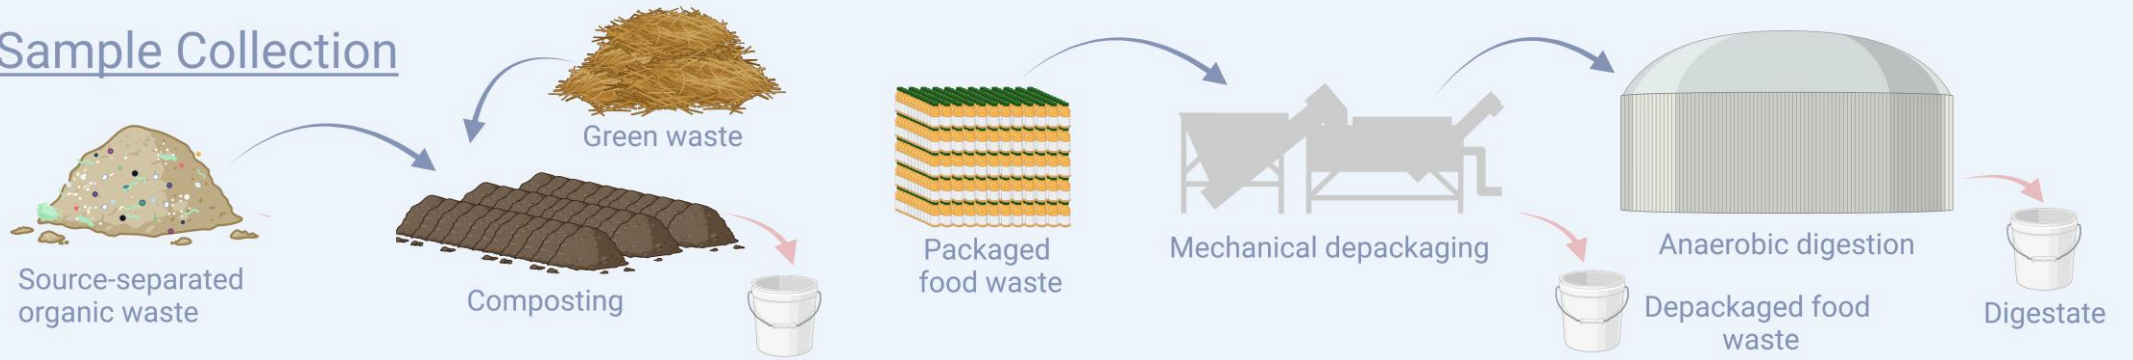 Sample Collection
Green waste
Source-separated
organic waste
Composting
Packaged
food waste
Mechanical depackaging
Anaerobic digestion
Depackaged food
waste
Digestate